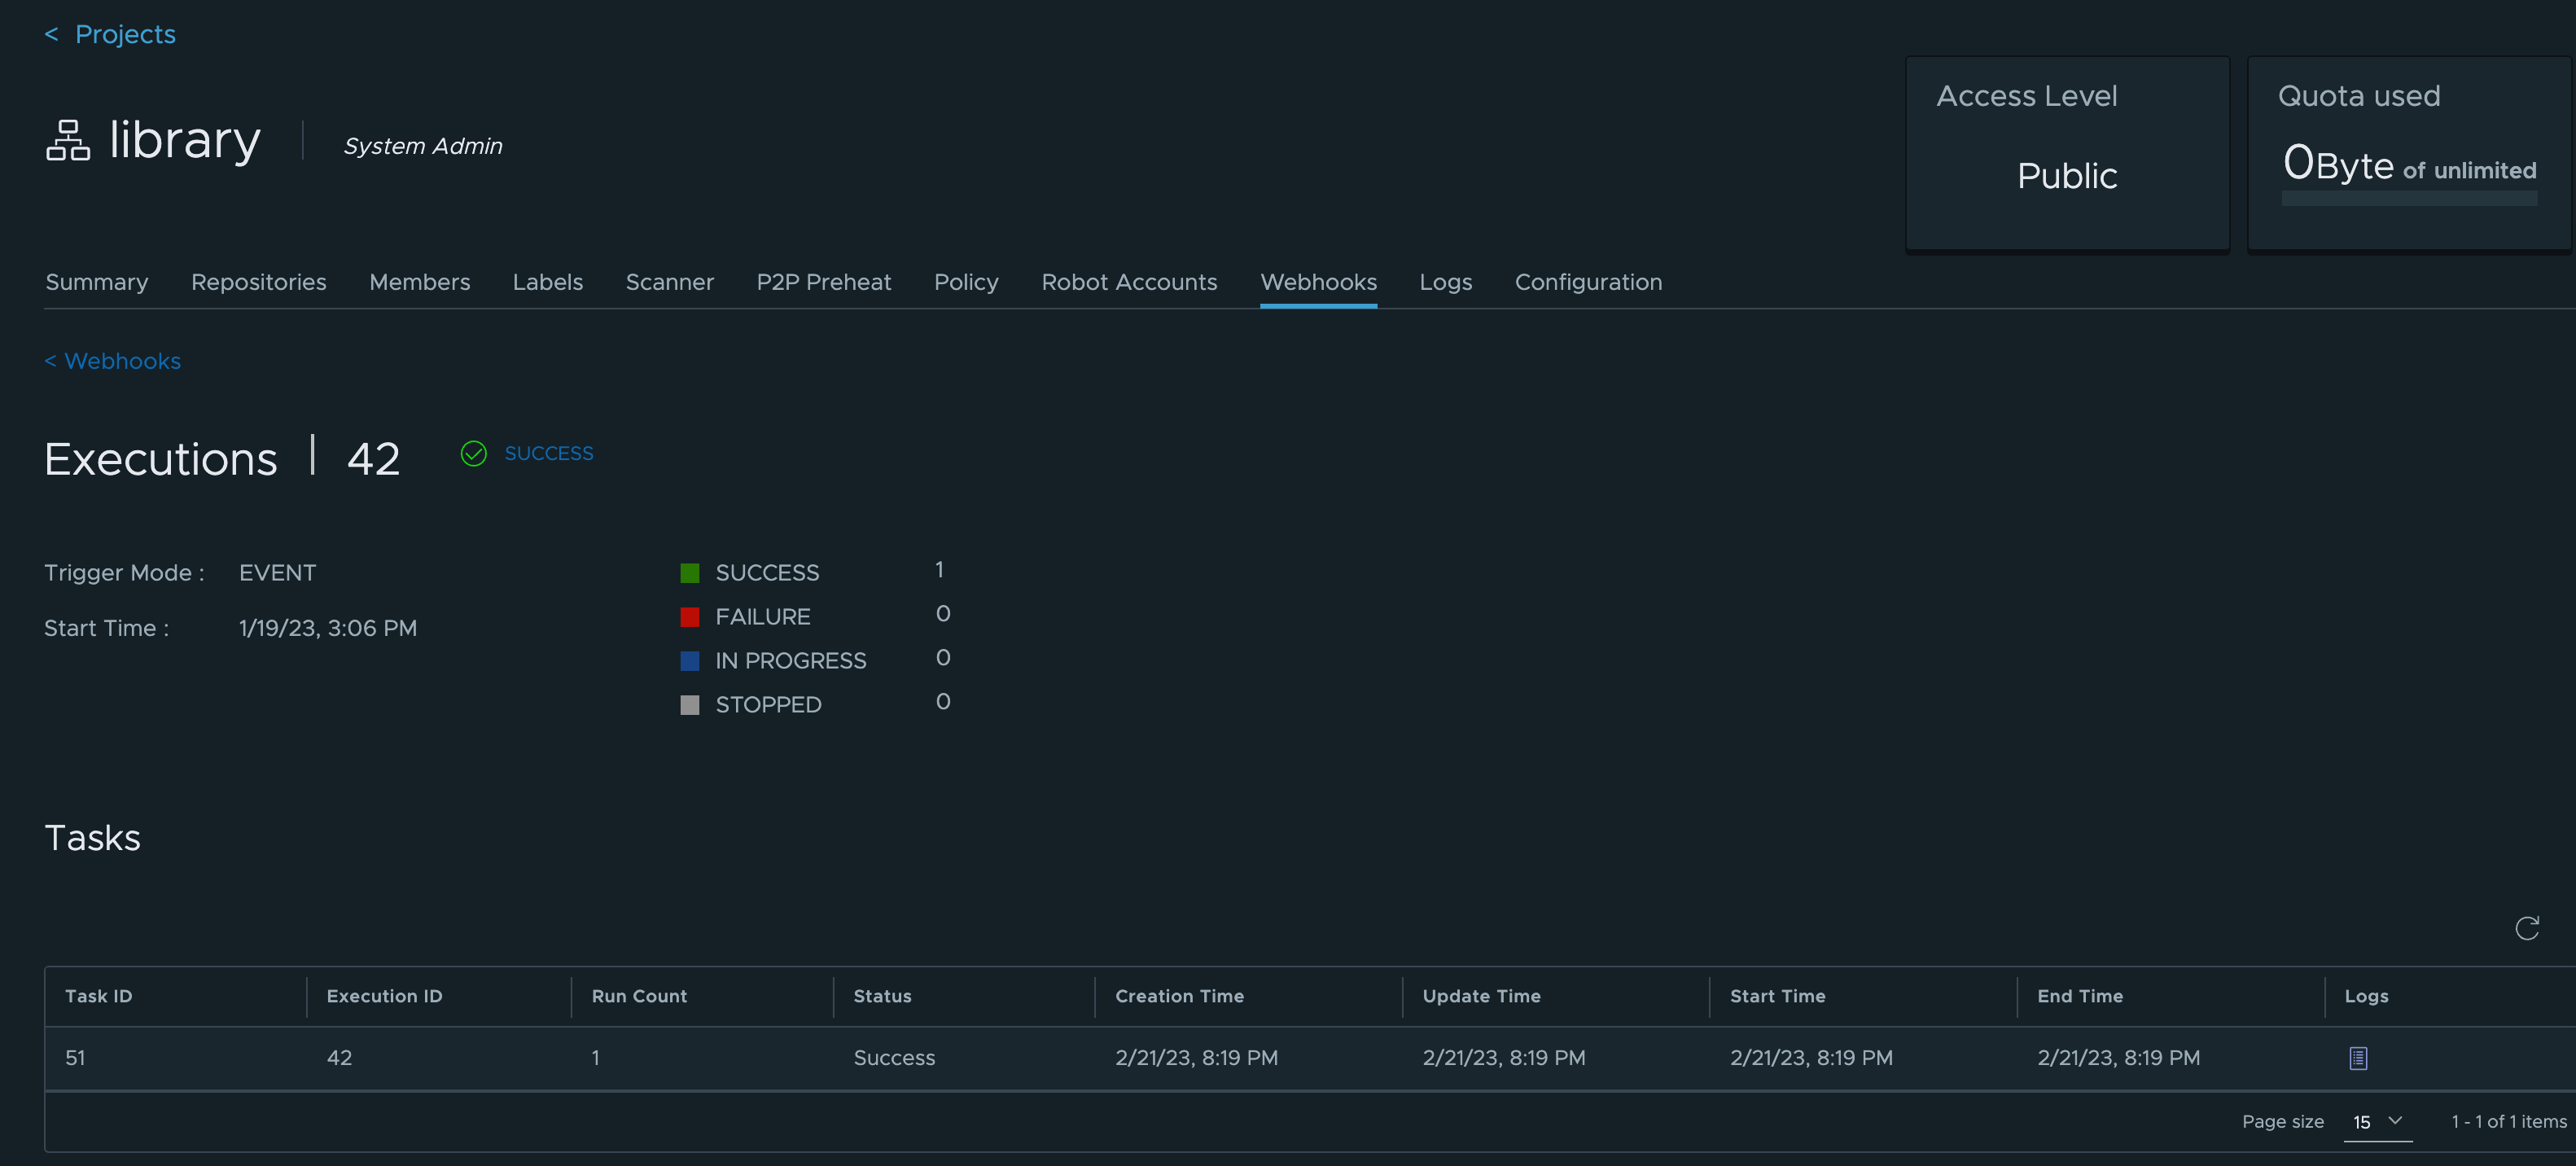 < Projects
library
System Admin
Access Level
Public
Quota used
0Byte of unlimited
Summary Repositories Members Labels Scanner P2P Preheat Policy Robot Accounts Webhooks Logs Configuration
< Webhooks
Executions | 42 SUCCESS
Trigger Mode : EVENT
Start Time : 1/19/23, 3:06 PM
SUCCESS 1
FAILURE 0
IN PROGRESS 0
STOPPED 0
Tasks
Task ID Execution ID Run Count Status Creation Time Update Time Start Time End Time Logs
51 42 1 Success 2/21/23, 8:19 PM 2/21/23, 8:19 PM 2/21/23, 8:19 PM 2/21/23, 8:19 PM
Page size 15 1 - 1 of 1 items